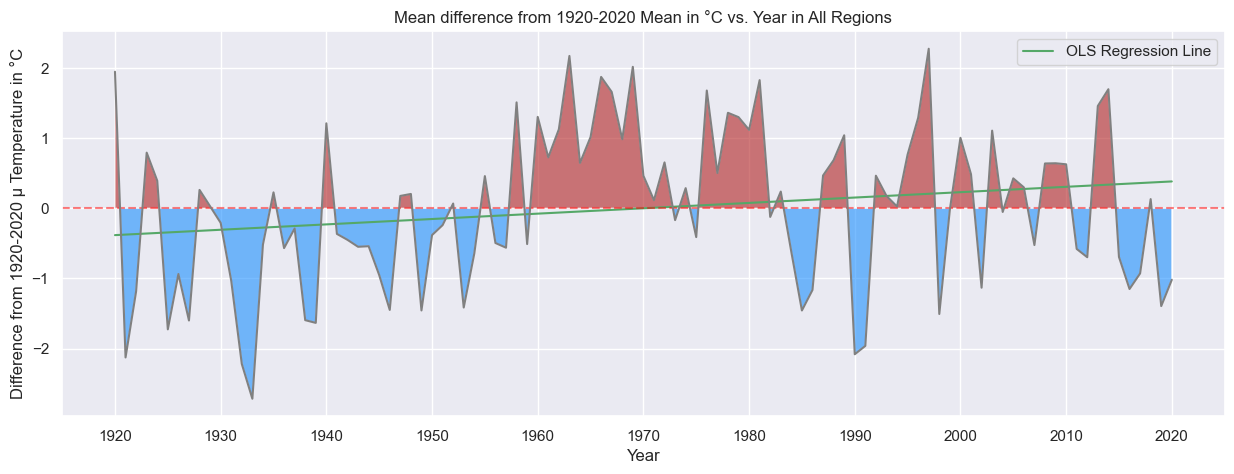 Mean difference from 1920-2020 Mean in °C vs. Year in All Regions
OLS Regression Line
Difference from 1920-2020 μ Temperature in °C
2
1
0
−1
−2
1920 1930 1940 1950 1960 1970 1980 1990 2000 2010 2020
Year